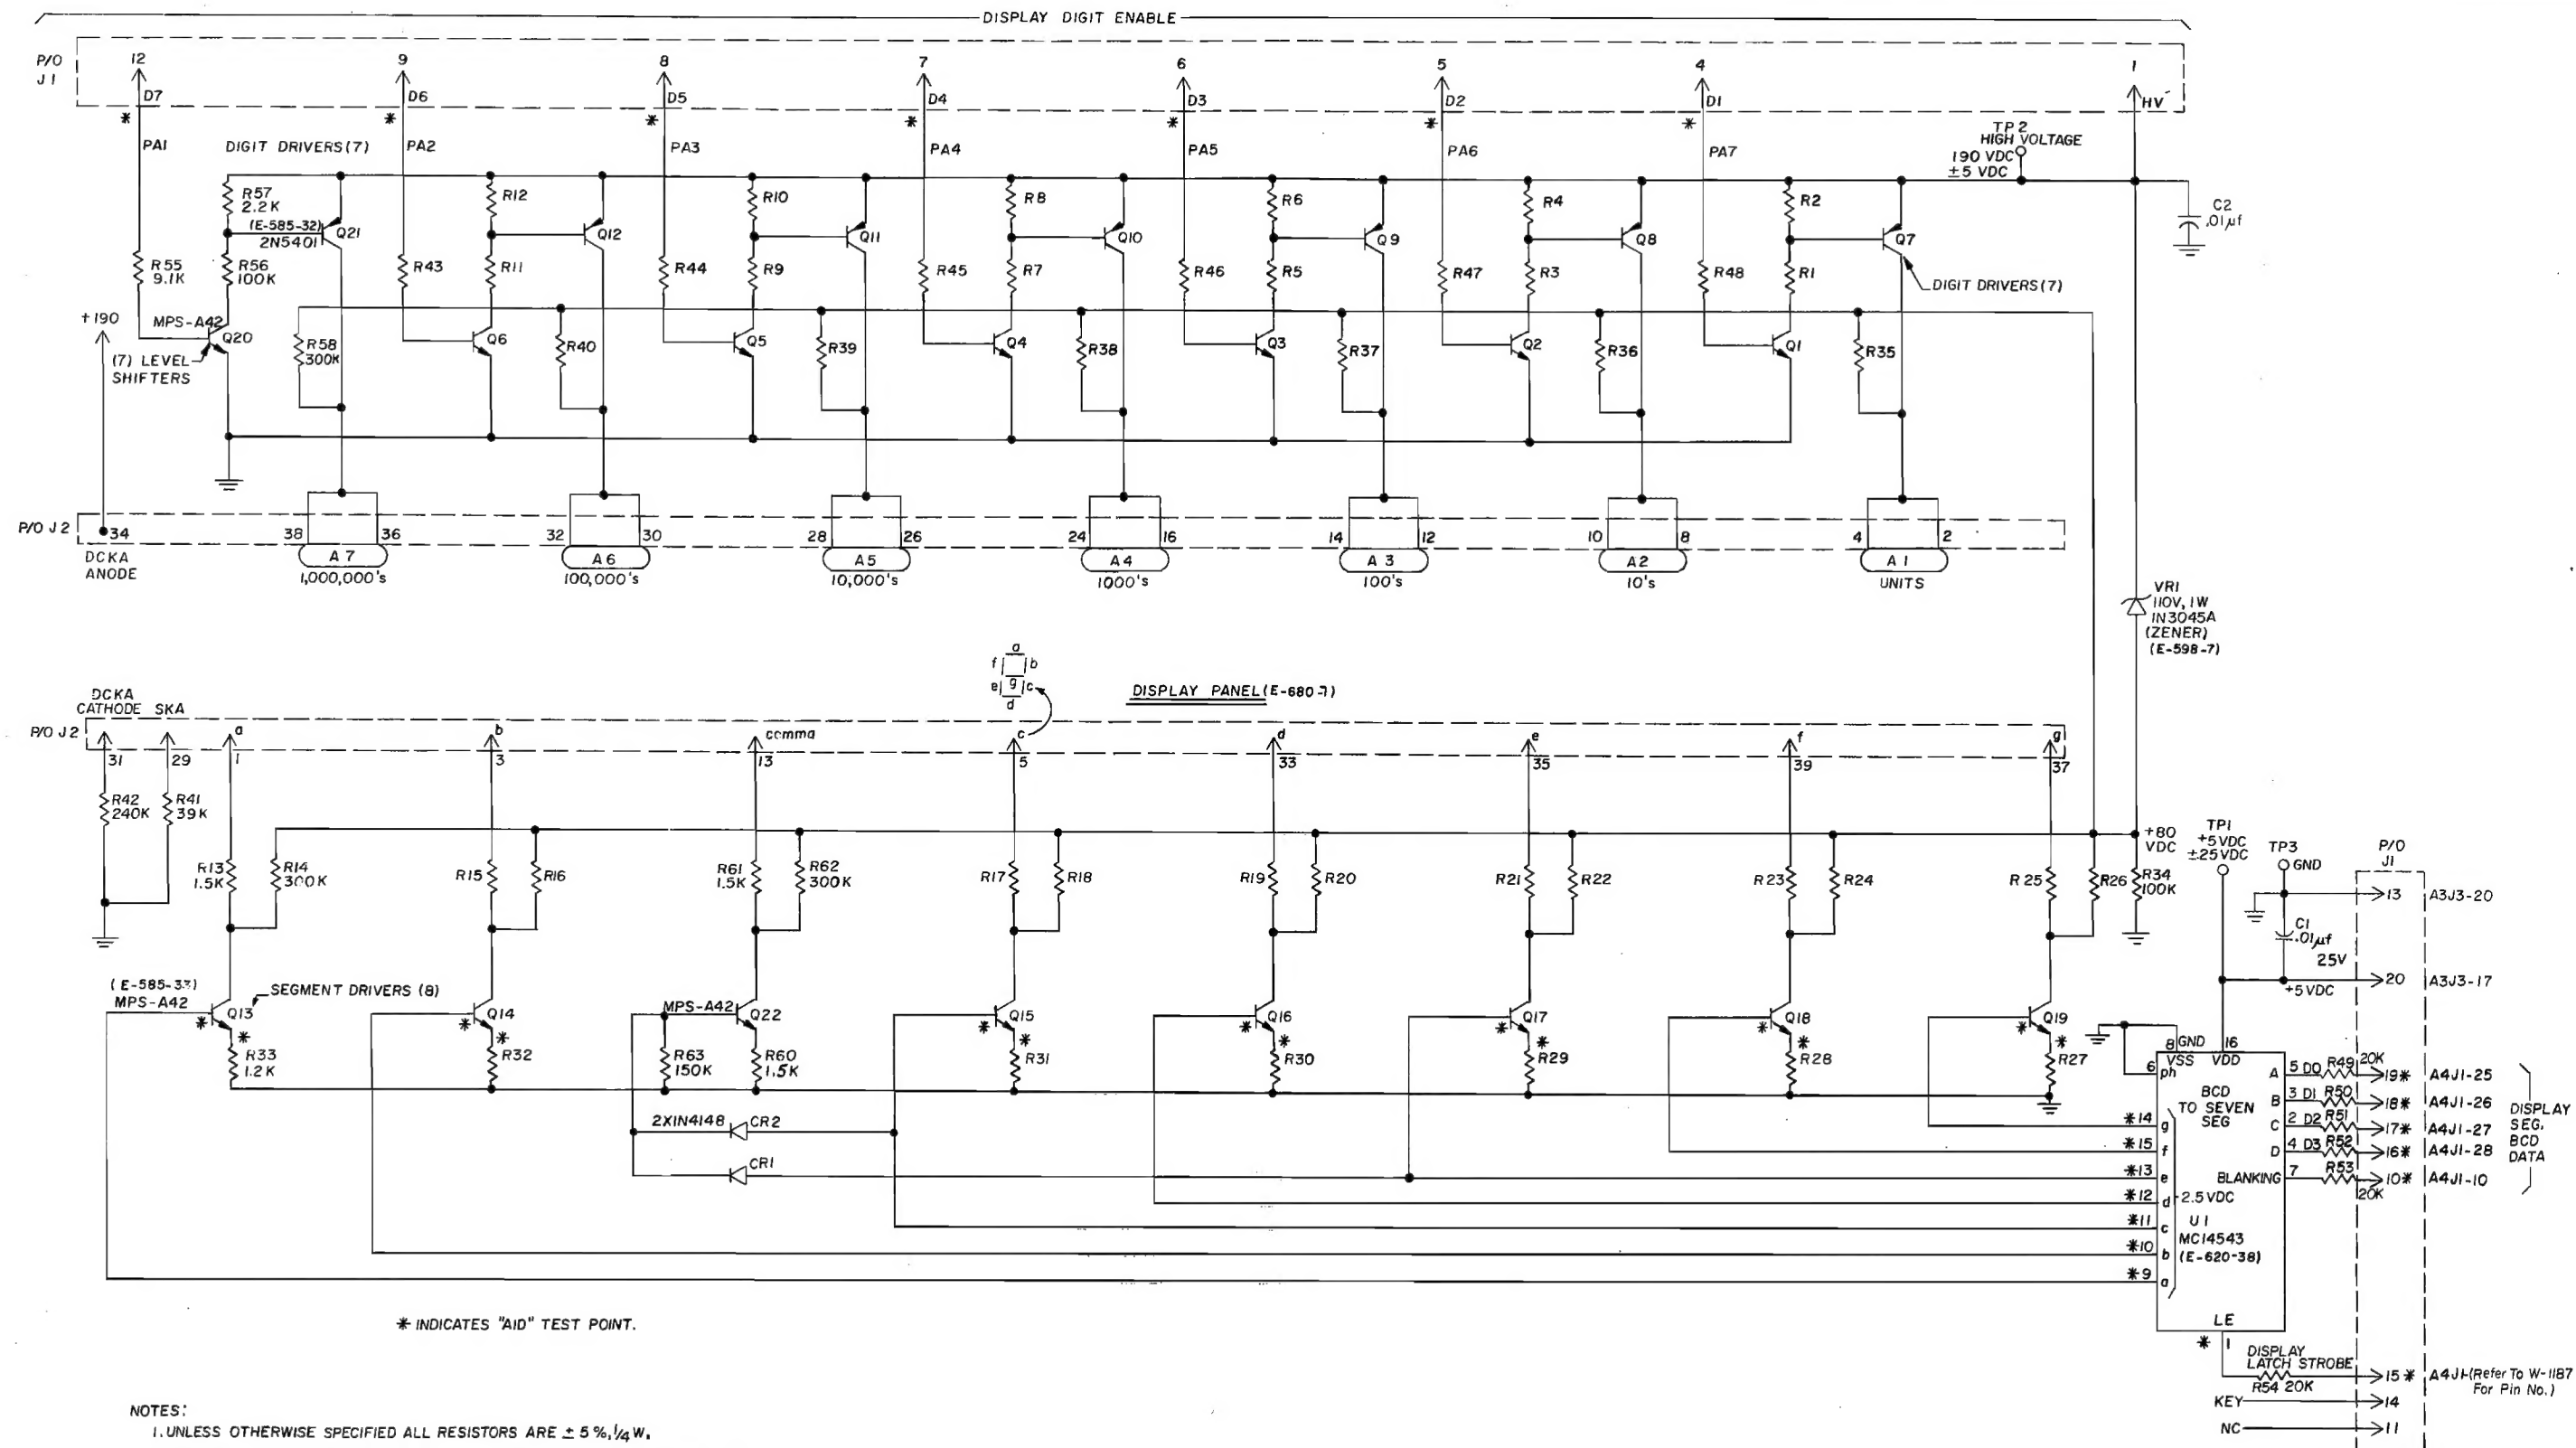 DISPLAY DIGIT ENABLE
P/O J1
12 9 8 7 6 5 4 1
D7 D6 D5 D4 D3 D2 D1 HV
* * * * * * *
PA1 PA2 PA3 PA4 PA5 PA6 PA7
DIGIT DRIVERS(7)
TP2
HIGH VOLTAGE
190 VDC
±5 VDC
R57
2.2K
R12 R10 R8 R6 R4 R2
C2
.01µf
(E-585-32)
2N5401
Q21 Q12 Q11 Q10 Q9 Q8 Q7
R55
9.1K
R56
100K
R43 R11 R44 R9 R45 R7 R46 R5 R47 R3 R48 R1
DIGIT DRIVERS(7)
+190
MPS-A42
Q20 Q6 Q5 Q4 Q3 Q2 Q1
(7) LEVEL
SHIFTERS
R58
300K
R40 R39 R38 R37 R36 R35
P/O J2
34 38 36 32 30 28 26 24 16 14 12 10 8 4 2
DCKA
ANODE
A7 A6 A5 A4 A3 A2 A1
1,000,000's 100,000's 10,000's 1000's 100's 10's UNITS
VR1
110V, 1W
1N3045A
(ZENER)
(E-598-7)
a
f b
g
e c
d
DISPLAY PANEL(E-680-7)
DCKA
CATHODE SKA
P/O J2
a b comma c d e f g
31 29 1 3 13 5 33 35 39 37
R42
240K
R41
39K
+80
VDC
TP1
+5VDC
±.25VDC
TP3
GND
P/O
J1
R13
1.5K
R14
300K
R15 R16
R61
1.5K
R62
300K
R17 R18 R19 R20 R21 R22 R23 R24 R25 R26
R34
100K
13 A3J3-20
C1
.01µf
25V
+5VDC
20 A3J3-17
(E-585-33)
MPS-A42
SEGMENT DRIVERS (8)
MPS-A42
Q13 Q14 Q22 Q15 Q16 Q17 Q18 Q19
* * * * * * *
* * * * * * *
R33
1.2K
R32
R63
150K
R60
1.5K
R31 R30 R29 R28 R27
8 GND 16
VSS VDD
6 ph
BCD
TO SEVEN
SEG
A 5 D0 R49 20K 19* A4J1-25
B 3 D1 R50 18* A4J1-26
C 2 D2 R51 17* A4J1-27
D 4 D3 R52 16* A4J1-28
BLANKING 7 R53 20K 10* A4J1-10
DISPLAY
SEG.
BCD
DATA
2X1N4148 CR2
CR1
*14 g
*15 f
*13 e
*12 d
*11 c
*10 b
*9 a
2.5VDC
U1
MC14543
(E-620-38)
LE
* 1
DISPLAY
LATCH STROBE
R54 20K
15* A4J1-(Refer To W-1187
For Pin No.)
KEY 14
NC 11
* INDICATES "AID" TEST POINT.
NOTES:
1. UNLESS OTHERWISE SPECIFIED ALL RESISTORS ARE ± 5%, 1/4 W.